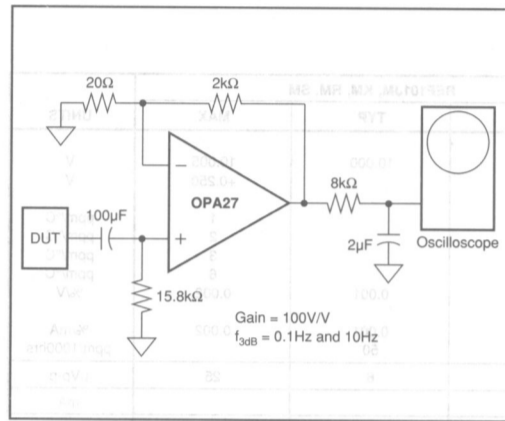 20Ω
2kΩ
−
OPA27
+
DUT
100µF
15.8kΩ
8kΩ
2µF
Oscilloscope
Gain = 100V/V
f3dB = 0.1Hz and 10Hz